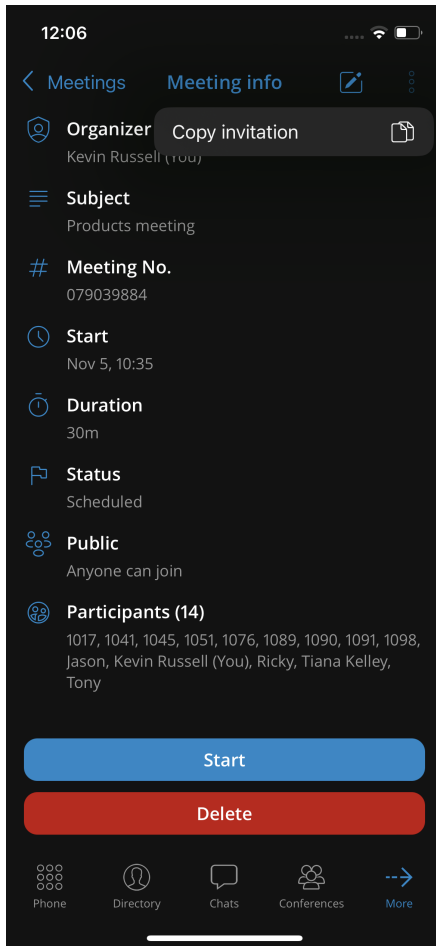 12:06
Meetings
Meeting info
Copy invitation
Organizer
Kevin Russell (You)
Subject
Products meeting
Meeting No.
079039884
Start
Nov 5, 10:35
Duration
30m
Status
Scheduled
Public
Anyone can join
Participants (14)
1017, 1041, 1045, 1051, 1076, 1089, 1090, 1091, 1098,
Jason, Kevin Russell (You), Ricky, Tiana Kelley,
Tony
Start
Delete
Phone
Directory
Chats
Conferences
More